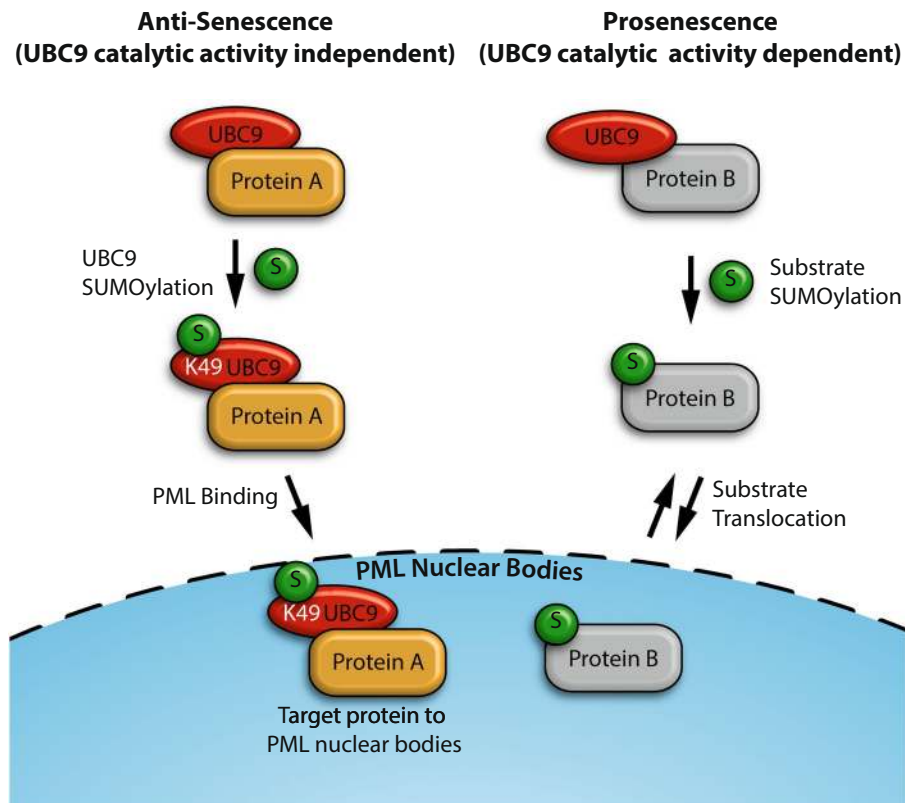 Anti-Senescence
(UBC9 catalytic activity independent)
UBC9
Protein A
UBC9
SUMOylation
S
S
K49 UBC9
Protein A
PML Binding
Prosenescence
(UBC9 catalytic activity dependent)
UBC9
Protein B
S
Substrate
SUMOylation
S
Protein B
Substrate
Translocation
PML Nuclear Bodies
S
K49 UBC9
Protein A
Target protein to
PML nuclear bodies
S
Protein B